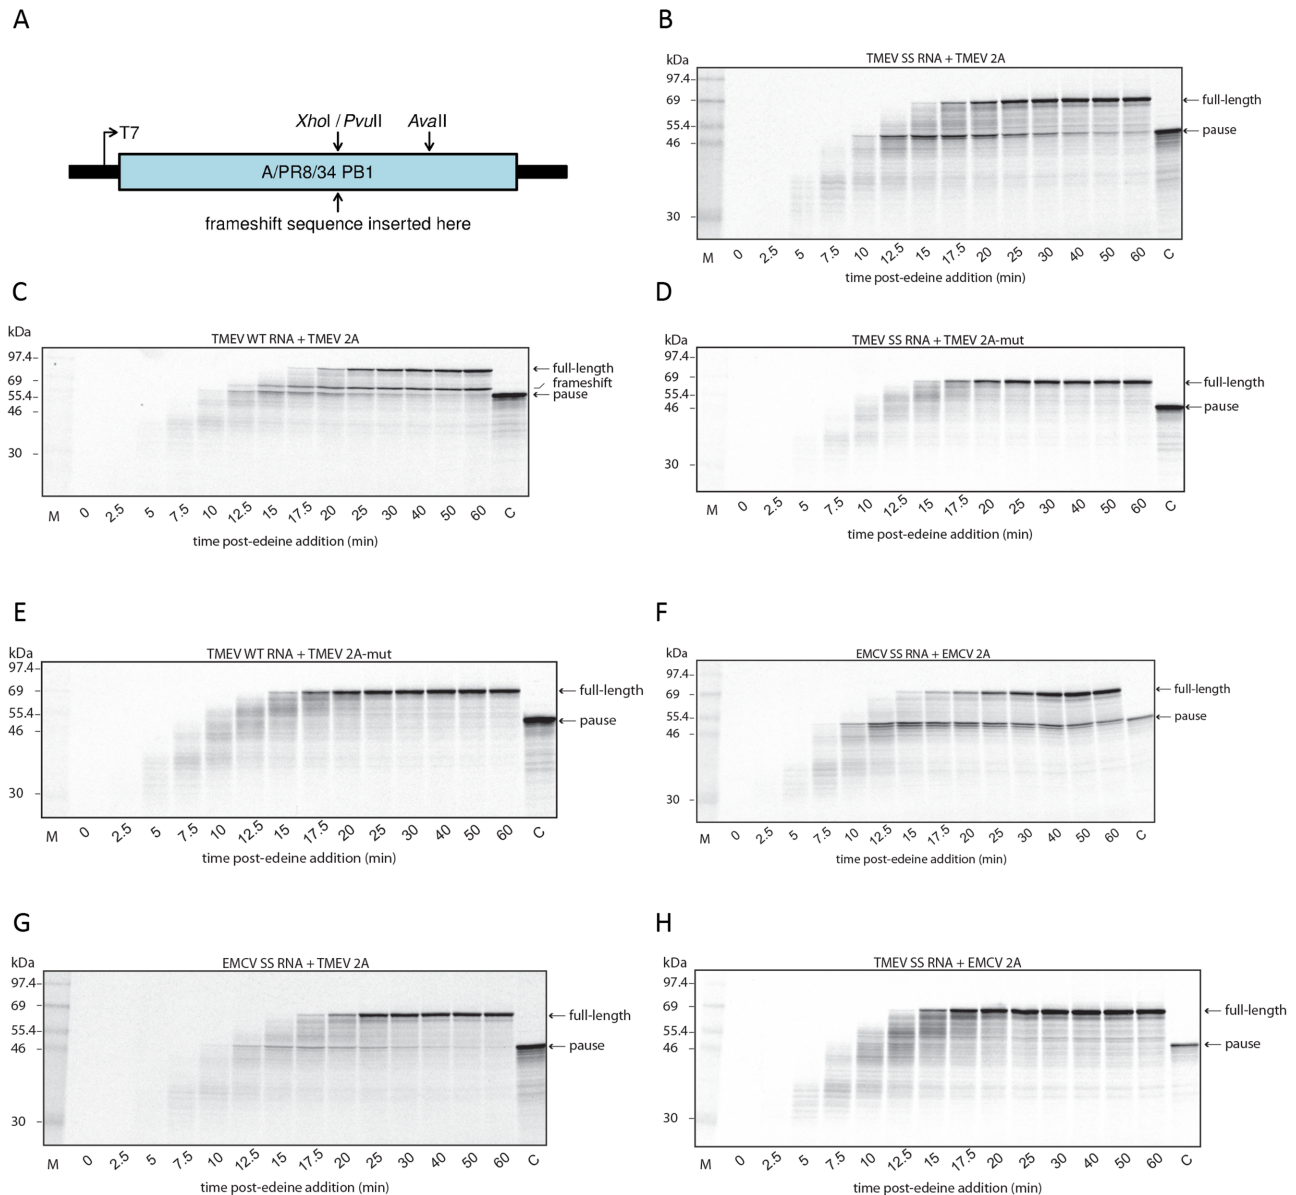 A
T7
XhoI / PvuII
AvaII
A/PR8/34 PB1
frameshift sequence inserted here
B
TMEV SS RNA + TMEV 2A
kDa
97.4
69
55.4
46
30
full-length
pause
M 0 2.5 5 7.5 10 12.5 15 17.5 20 25 30 40 50 60 C
time post-edeine addition (min)
C
TMEV WT RNA + TMEV 2A
kDa
97.4
69
55.4
46
30
full-length
frameshift
pause
M 0 2.5 5 7.5 10 12.5 15 17.5 20 25 30 40 50 60 C
time post-edeine addition (min)
D
TMEV SS RNA + TMEV 2A-mut
kDa
97.4
69
55.4
46
30
full-length
pause
M 0 2.5 5 7.5 10 12.5 15 17.5 20 25 30 40 50 60 C
time post-edeine addition (min)
E
TMEV WT RNA + TMEV 2A-mut
kDa
97.4
69
55.4
46
30
full-length
pause
M 0 2.5 5 7.5 10 12.5 15 17.5 20 25 30 40 50 60 C
time post-edeine addition (min)
F
EMCV SS RNA + EMCV 2A
kDa
97.4
69
55.4
46
30
full-length
pause
M 0 2.5 5 7.5 10 12.5 15 17.5 20 25 30 40 50 60 C
time post-edeine addition (min)
G
EMCV SS RNA + TMEV 2A
kDa
97.4
69
55.4
46
30
full-length
pause
M 0 2.5 5 7.5 10 12.5 15 17.5 20 25 30 40 50 60 C
time post-edeine addition (min)
H
TMEV SS RNA + EMCV 2A
kDa
97.4
69
55.4
46
30
full-length
pause
M 0 2.5 5 7.5 10 12.5 15 17.5 20 25 30 40 50 60 C
time post-edeine addition (min)